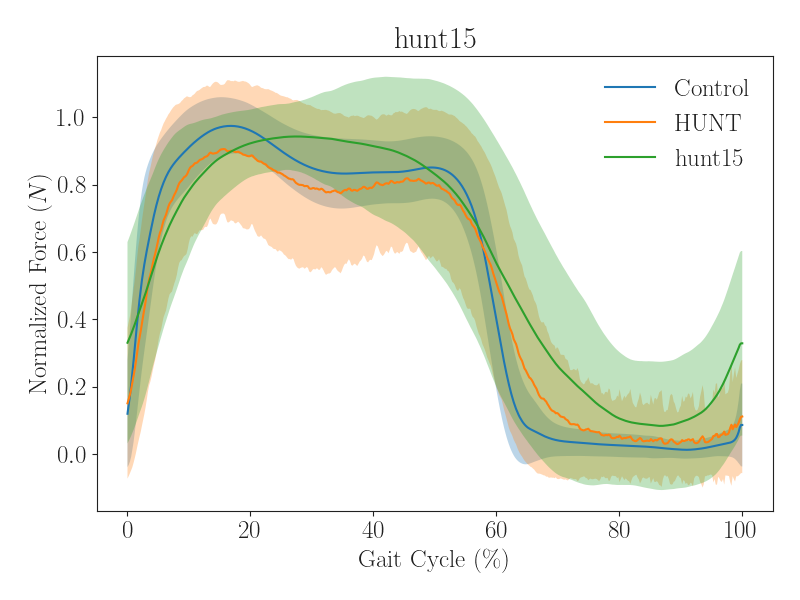 hunt15
Control
HUNT
hunt15
Normalized Force (N)
1.0
0.8
0.6
0.4
0.2
0.0
0 20 40 60 80 100
Gait Cycle (%)